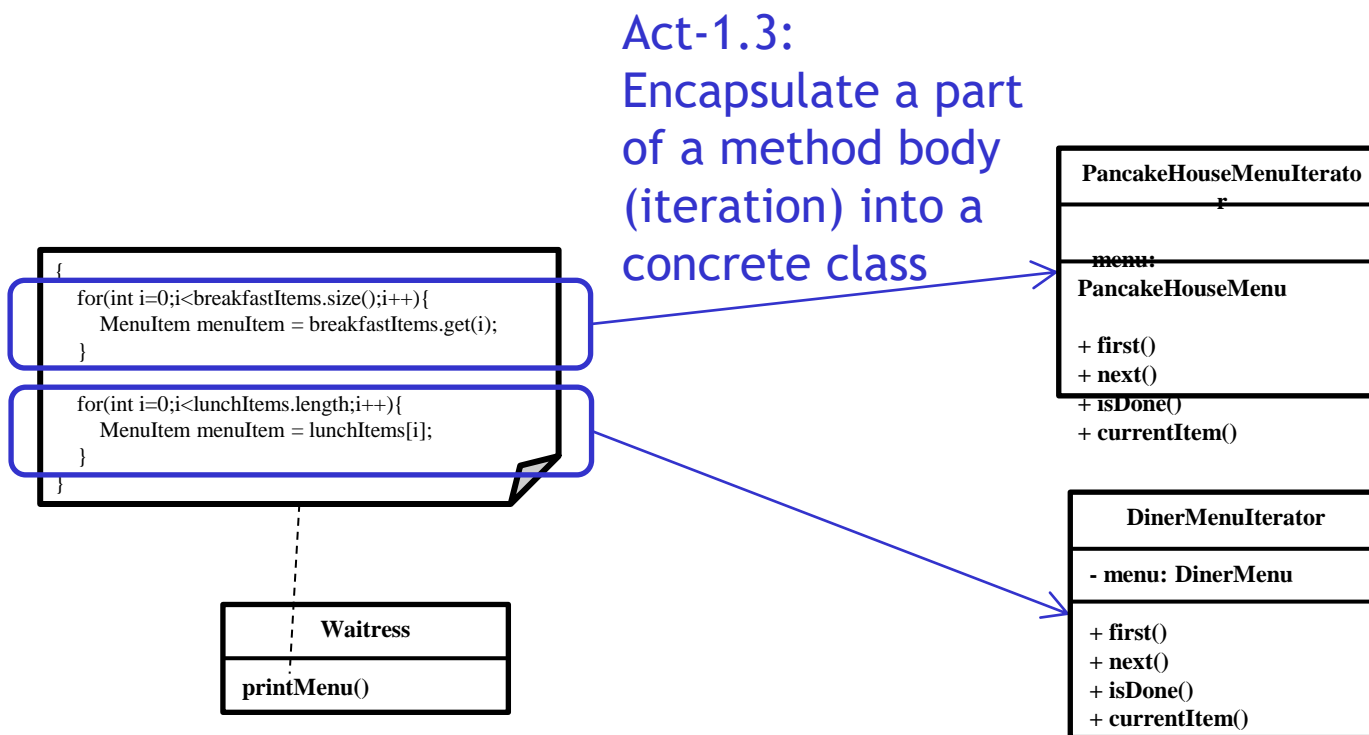 Act-1.3:
Encapsulate a part
of a method body
(iteration) into a
concrete class
{
for(int i=0;i<breakfastItems.size();i++){
MenuItem menuItem = breakfastItems.get(i);
}
for(int i=0;i<lunchItems.length;i++){
MenuItem menuItem = lunchItems[i];
}
}
Waitress
printMenu()
PancakeHouseMenuIterato
r
menu:
PancakeHouseMenu
+ first()
+ next()
+ isDone()
+ currentItem()
DinerMenuIterator
- menu: DinerMenu
+ first()
+ next()
+ isDone()
+ currentItem()